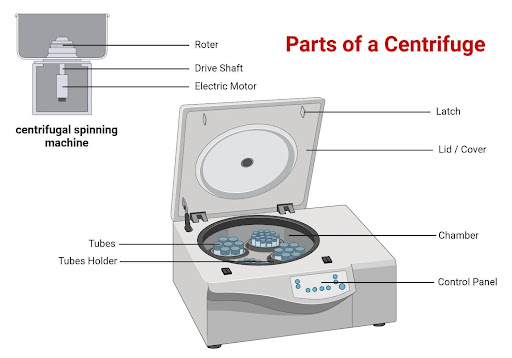 Parts of a Centrifuge
Roter
Drive Shaft
Electric Motor
centrifugal spinning
machine
Latch
Lid / Cover
Chamber
Control Panel
Tubes
Tubes Holder